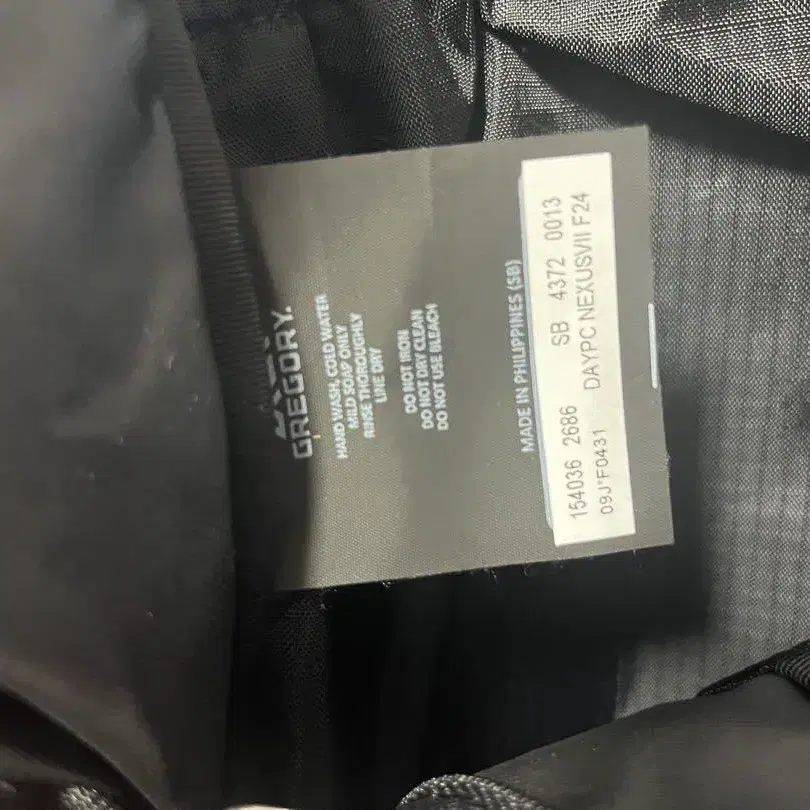 GREGORY.
HAND WASH, COLD WATER
MILD SOAP ONLY
RINSE THOROUGHLY
LINE DRY
DO NOT IRON
DO NOT DRY CLEAN
DO NOT USE BLEACH
MADE IN PHILIPPINES (SB)
154036 2686 SB 4372 0013
09J*F0431 DAYPC NEXUSVII F24